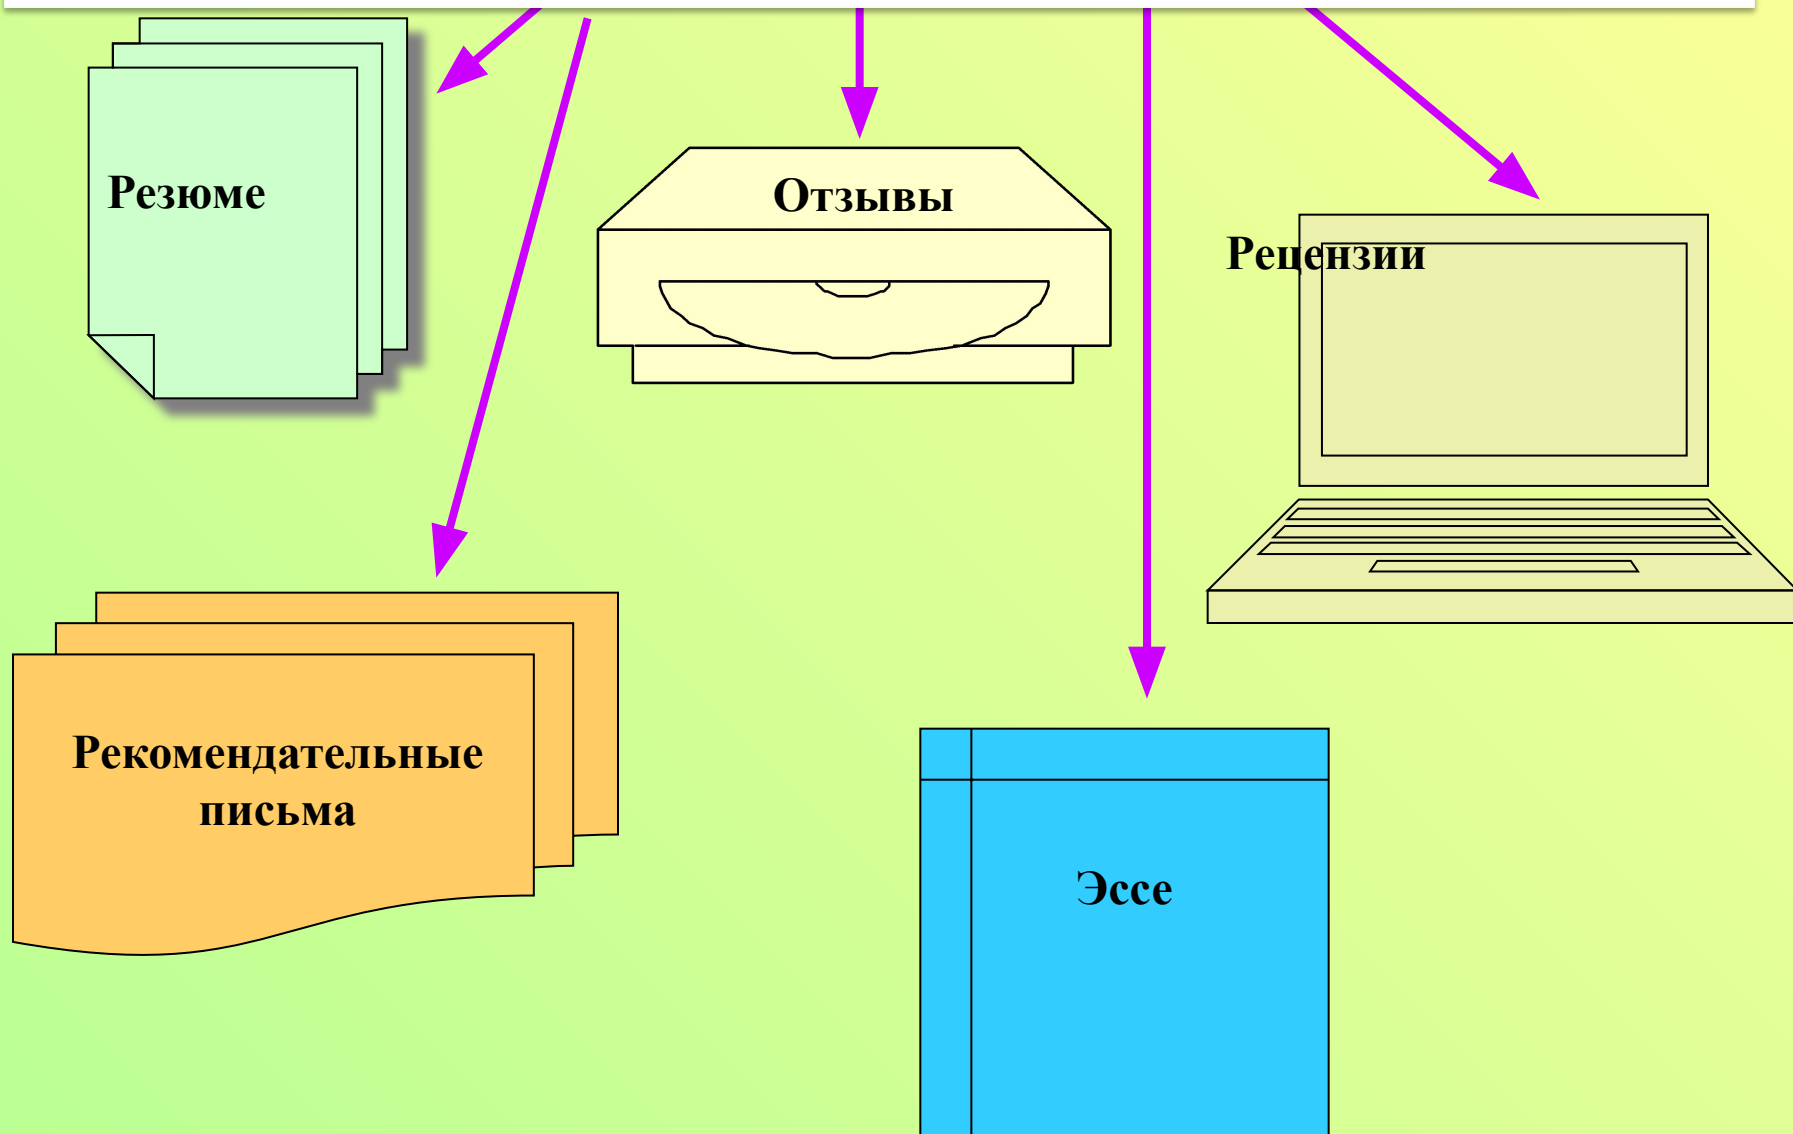 Резюме
Отзывы
Рецензии
Рекомендательные
письма
Эссе